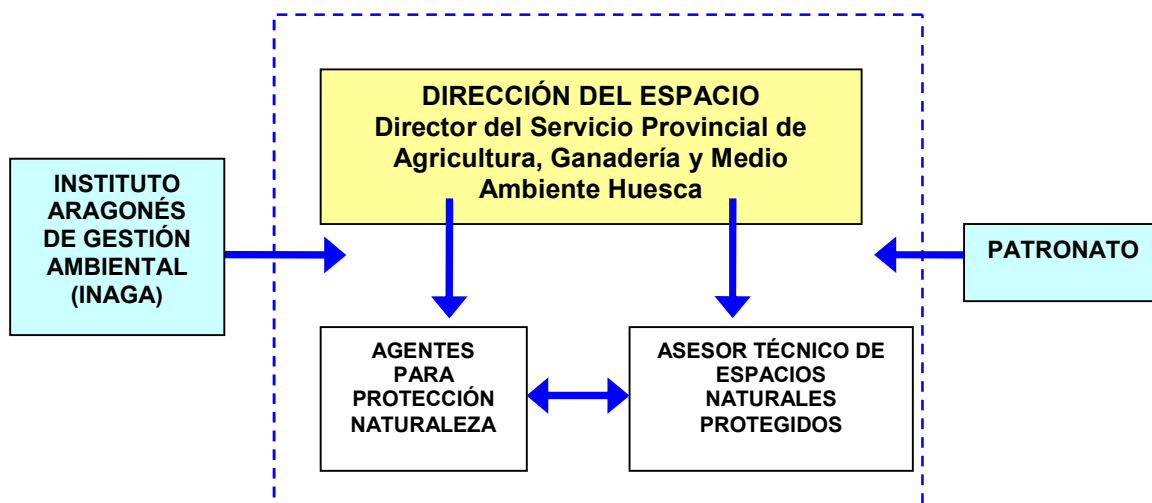 DIRECCIÓN DEL ESPACIO
Director del Servicio Provincial de
Agricultura, Ganadería y Medio
Ambiente Huesca
INSTITUTO
ARAGONÉS
DE GESTIÓN
AMBIENTAL
(INAGA)
PATRONATO
AGENTES
PARA
PROTECCIÓN
NATURALEZA
ASESOR TÉCNICO DE
ESPACIOS
NATURALES
PROTEGIDOS